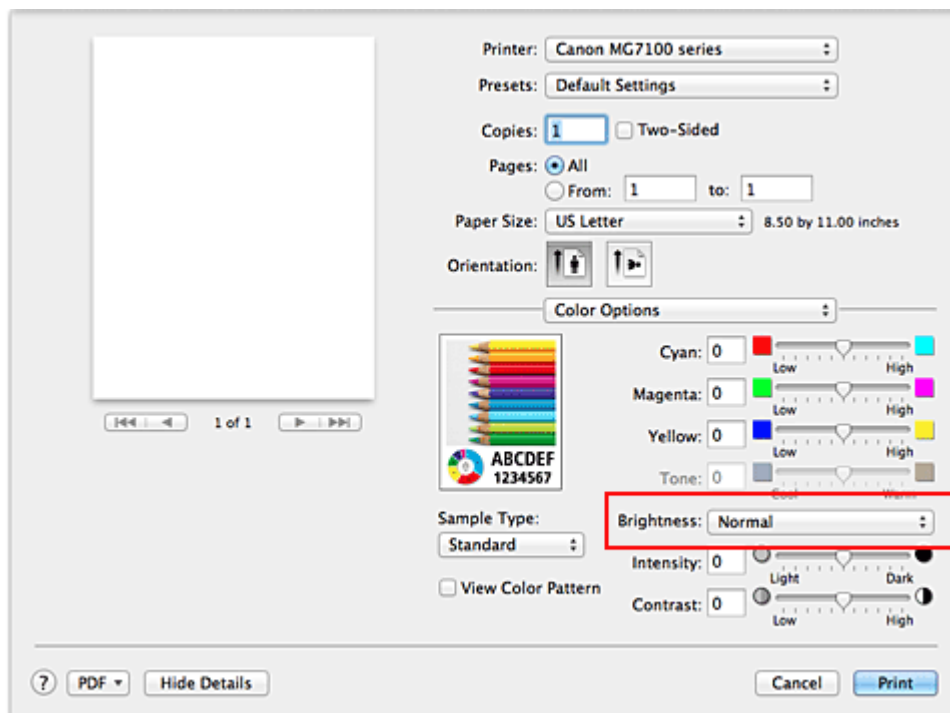 Printer: Canon MG7100 series
Presets: Default Settings
Copies: 1 Two-Sided
Pages: All
From: 1 to: 1
Paper Size: US Letter 8.50 by 11.00 inches
Orientation:
Color Options
Cyan: 0
Low High
Magenta: 0
Low High
1 of 1
Yellow: 0
Low High
ABCDEF
1234567
Tone: 0
Cool Warm
Sample Type:
Standard
Brightness: Normal
View Color Pattern
Intensity: 0
Light Dark
Contrast: 0
Low High
? PDF Hide Details Cancel Print